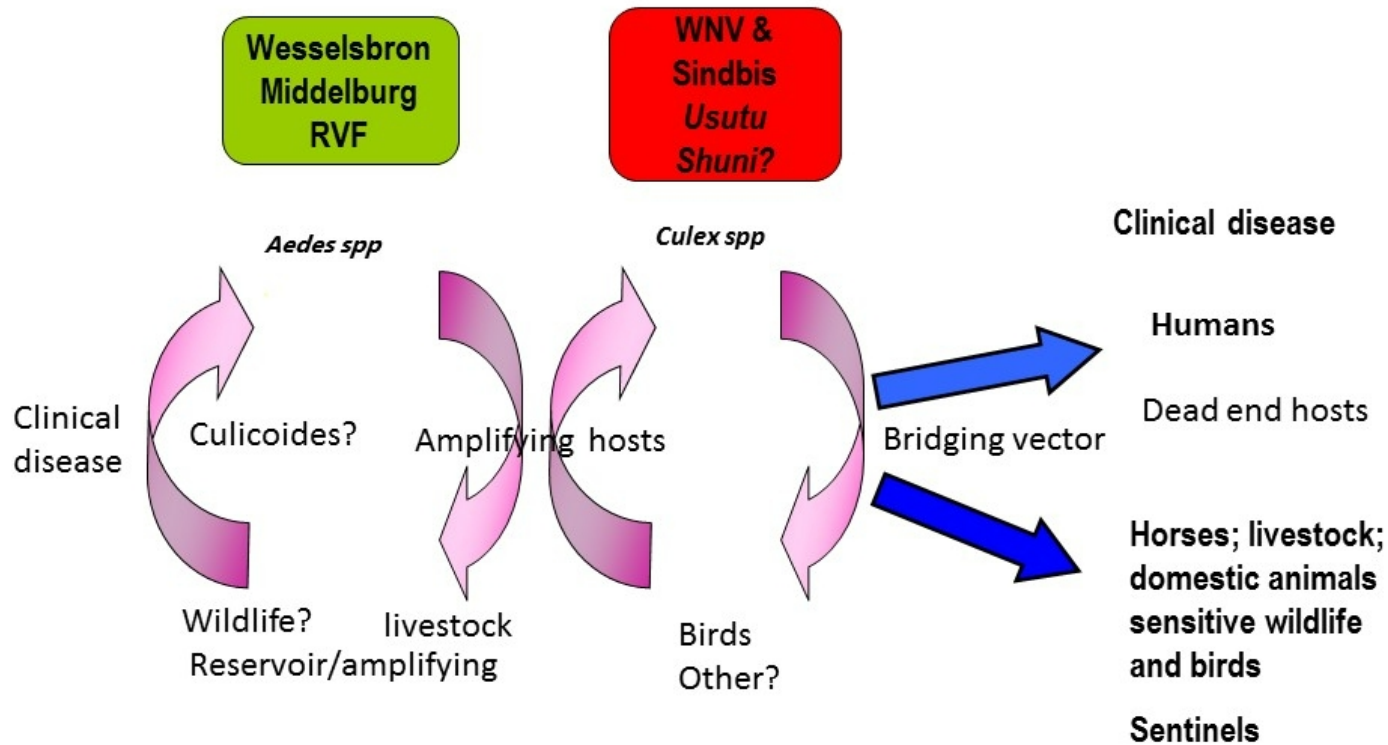 Wesselsbron
Middelburg
RVF
WNV &
Sindbis
Usutu
Shuni?
Aedes spp
Culex spp
Clinical disease
Humans
Dead end hosts
Clinical
disease
Culicoides?
Amplifying hosts
Bridging vector
Horses; livestock;
domestic animals
sensitive wildlife
and birds
Sentinels
Wildlife?
livestock
Reservoir/amplifying
Birds
Other?